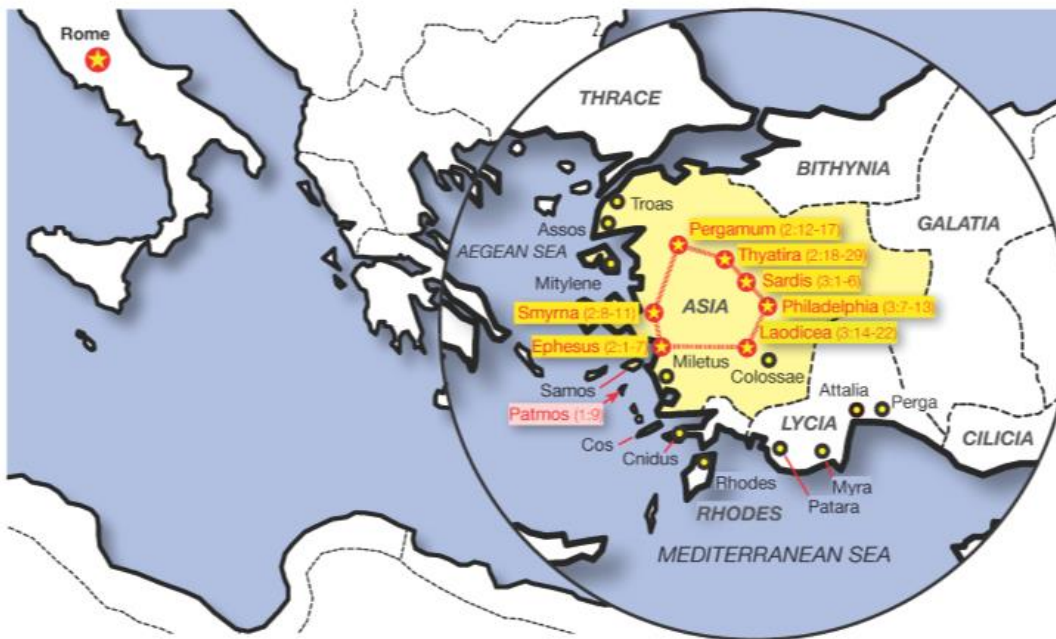 Rome
THRACE
BITHYNIA
GALATIA
Troas
Assos
AEGEAN SEA
Pergamum (2:12-17)
Thyatira (2:18-29)
Mitylene
Sardis (3:1-6)
ASIA
Smyrna (2:8-11)
Philadelphia (3:7-13)
Ephesus (2:1-7)
Laodicea (3:14-22)
Miletus
Colossae
Samos
Attalia
Perga
Patmos (1:9)
LYCIA
CILICIA
Cos
Cnidus
Rhodes
Myra
Patara
RHODES
MEDITERRANEAN SEA